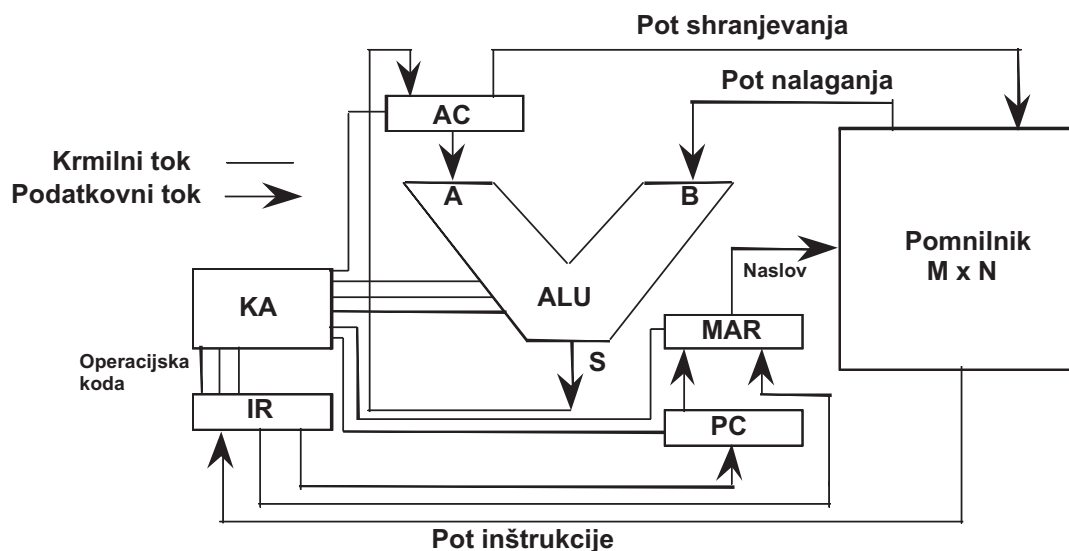 Pot shranjevanja
Pot nalaganja
AC
Krmilni tok
Podatkovni tok
A
B
Pomnilnik
M x N
Naslov
KA
ALU
MAR
Operacijska
koda
S
IR
PC
Pot inštrukcije